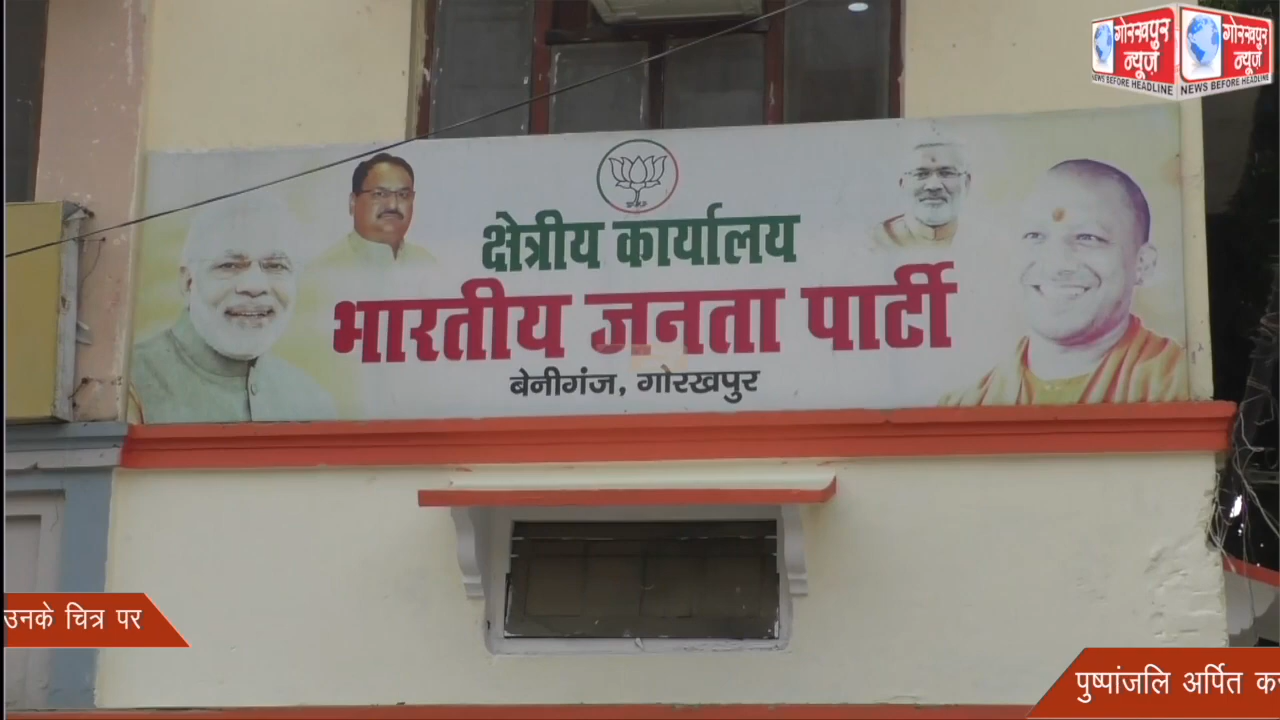 गोरखपुर
न्यूज़
NEWS BEFORE HEADLINE
गोरखपुर
न्यूज़
NEWS BEFORE HEADLINE
क्षेत्रीय कार्यालय
भारतीय जनता पार्टी
बेनीगंज, गोरखपुर
उनके चित्र पर
पुष्पांजलि अर्पित